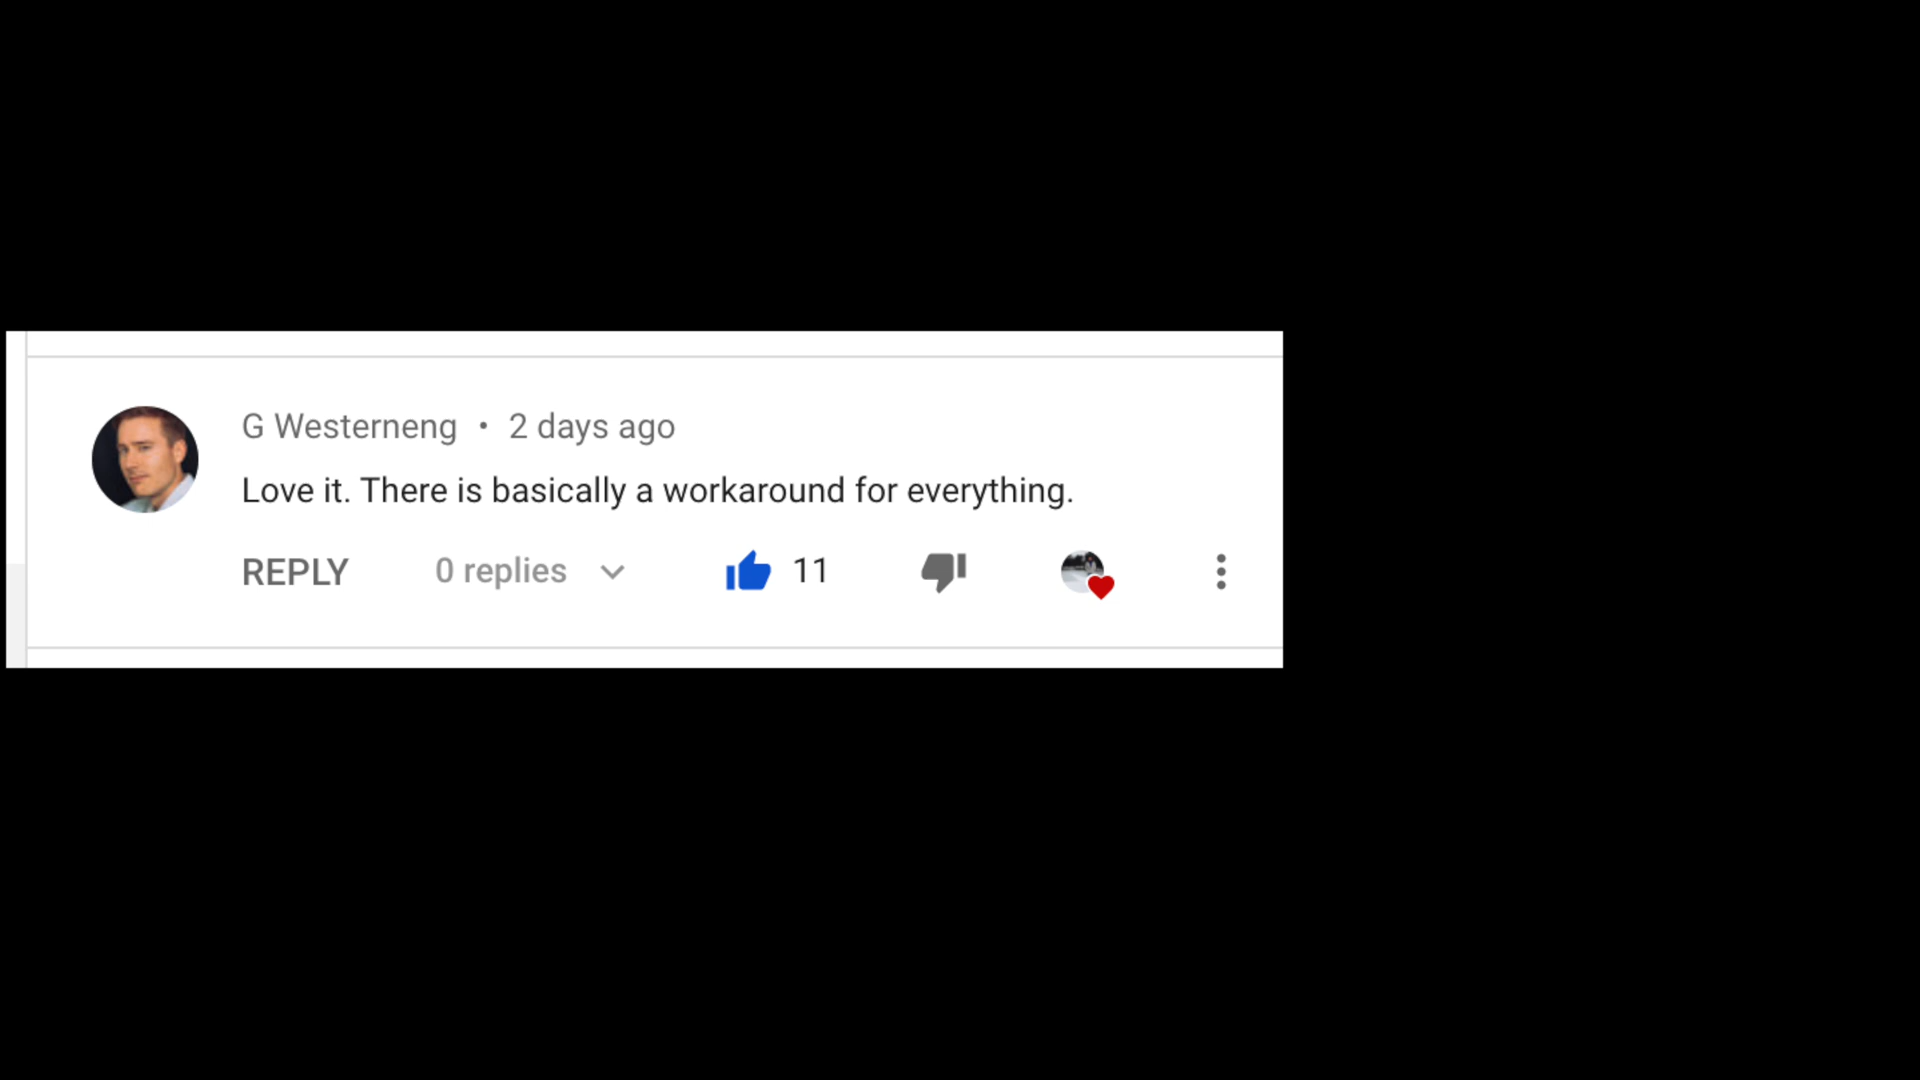 G Westerneng • 2 days ago
Love it. There is basically a workaround for everything.
REPLY 0 replies 11